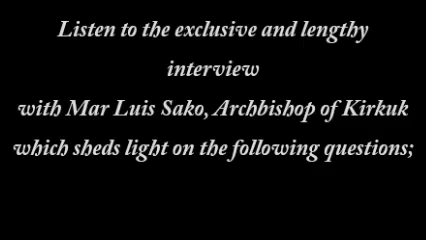 Listen to the exclusive and lengthy
interview
with Mar Luis Sako, Archbishop of Kirkuk
which sheds light on the following questions;